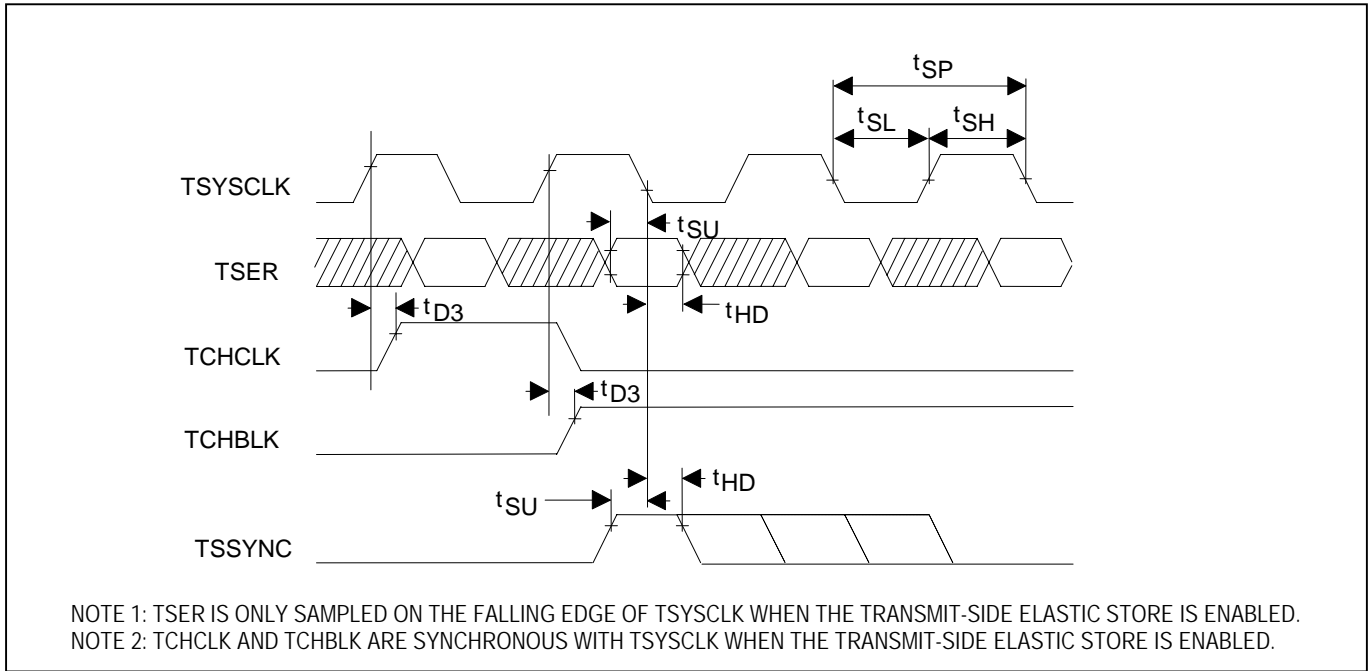 tSP
tSL
tSH
TSYSCLK
tSU
TSER
tD3
tHD
TCHCLK
tD3
TCHBLK
tHD
tSU
TSSYNC
NOTE 1: TSER IS ONLY SAMPLED ON THE FALLING EDGE OF TSYSCLK WHEN THE TRANSMIT-SIDE ELASTIC STORE IS ENABLED.
NOTE 2: TCHCLK AND TCHBLK ARE SYNCHRONOUS WITH TSYSCLK WHEN THE TRANSMIT-SIDE ELASTIC STORE IS ENABLED.